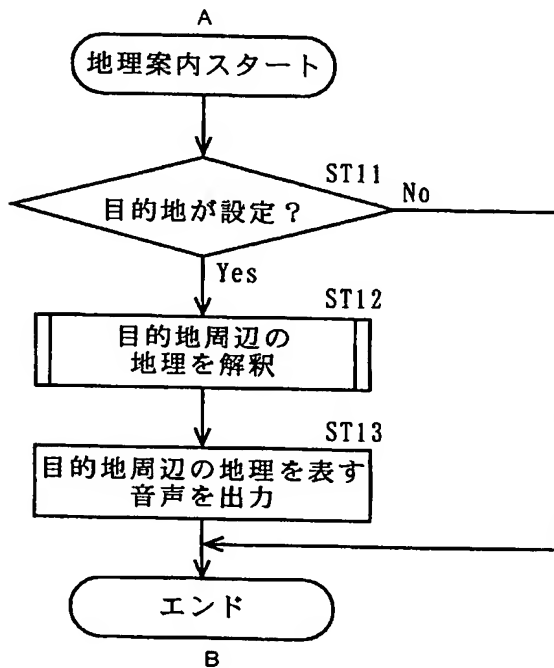 A
地理案内スタート
ST11
目的地が設定?
No
Yes
ST12
目的地周辺の
地理を解釈
ST13
目的地周辺の地理を表す
音声を出力
エンド
B